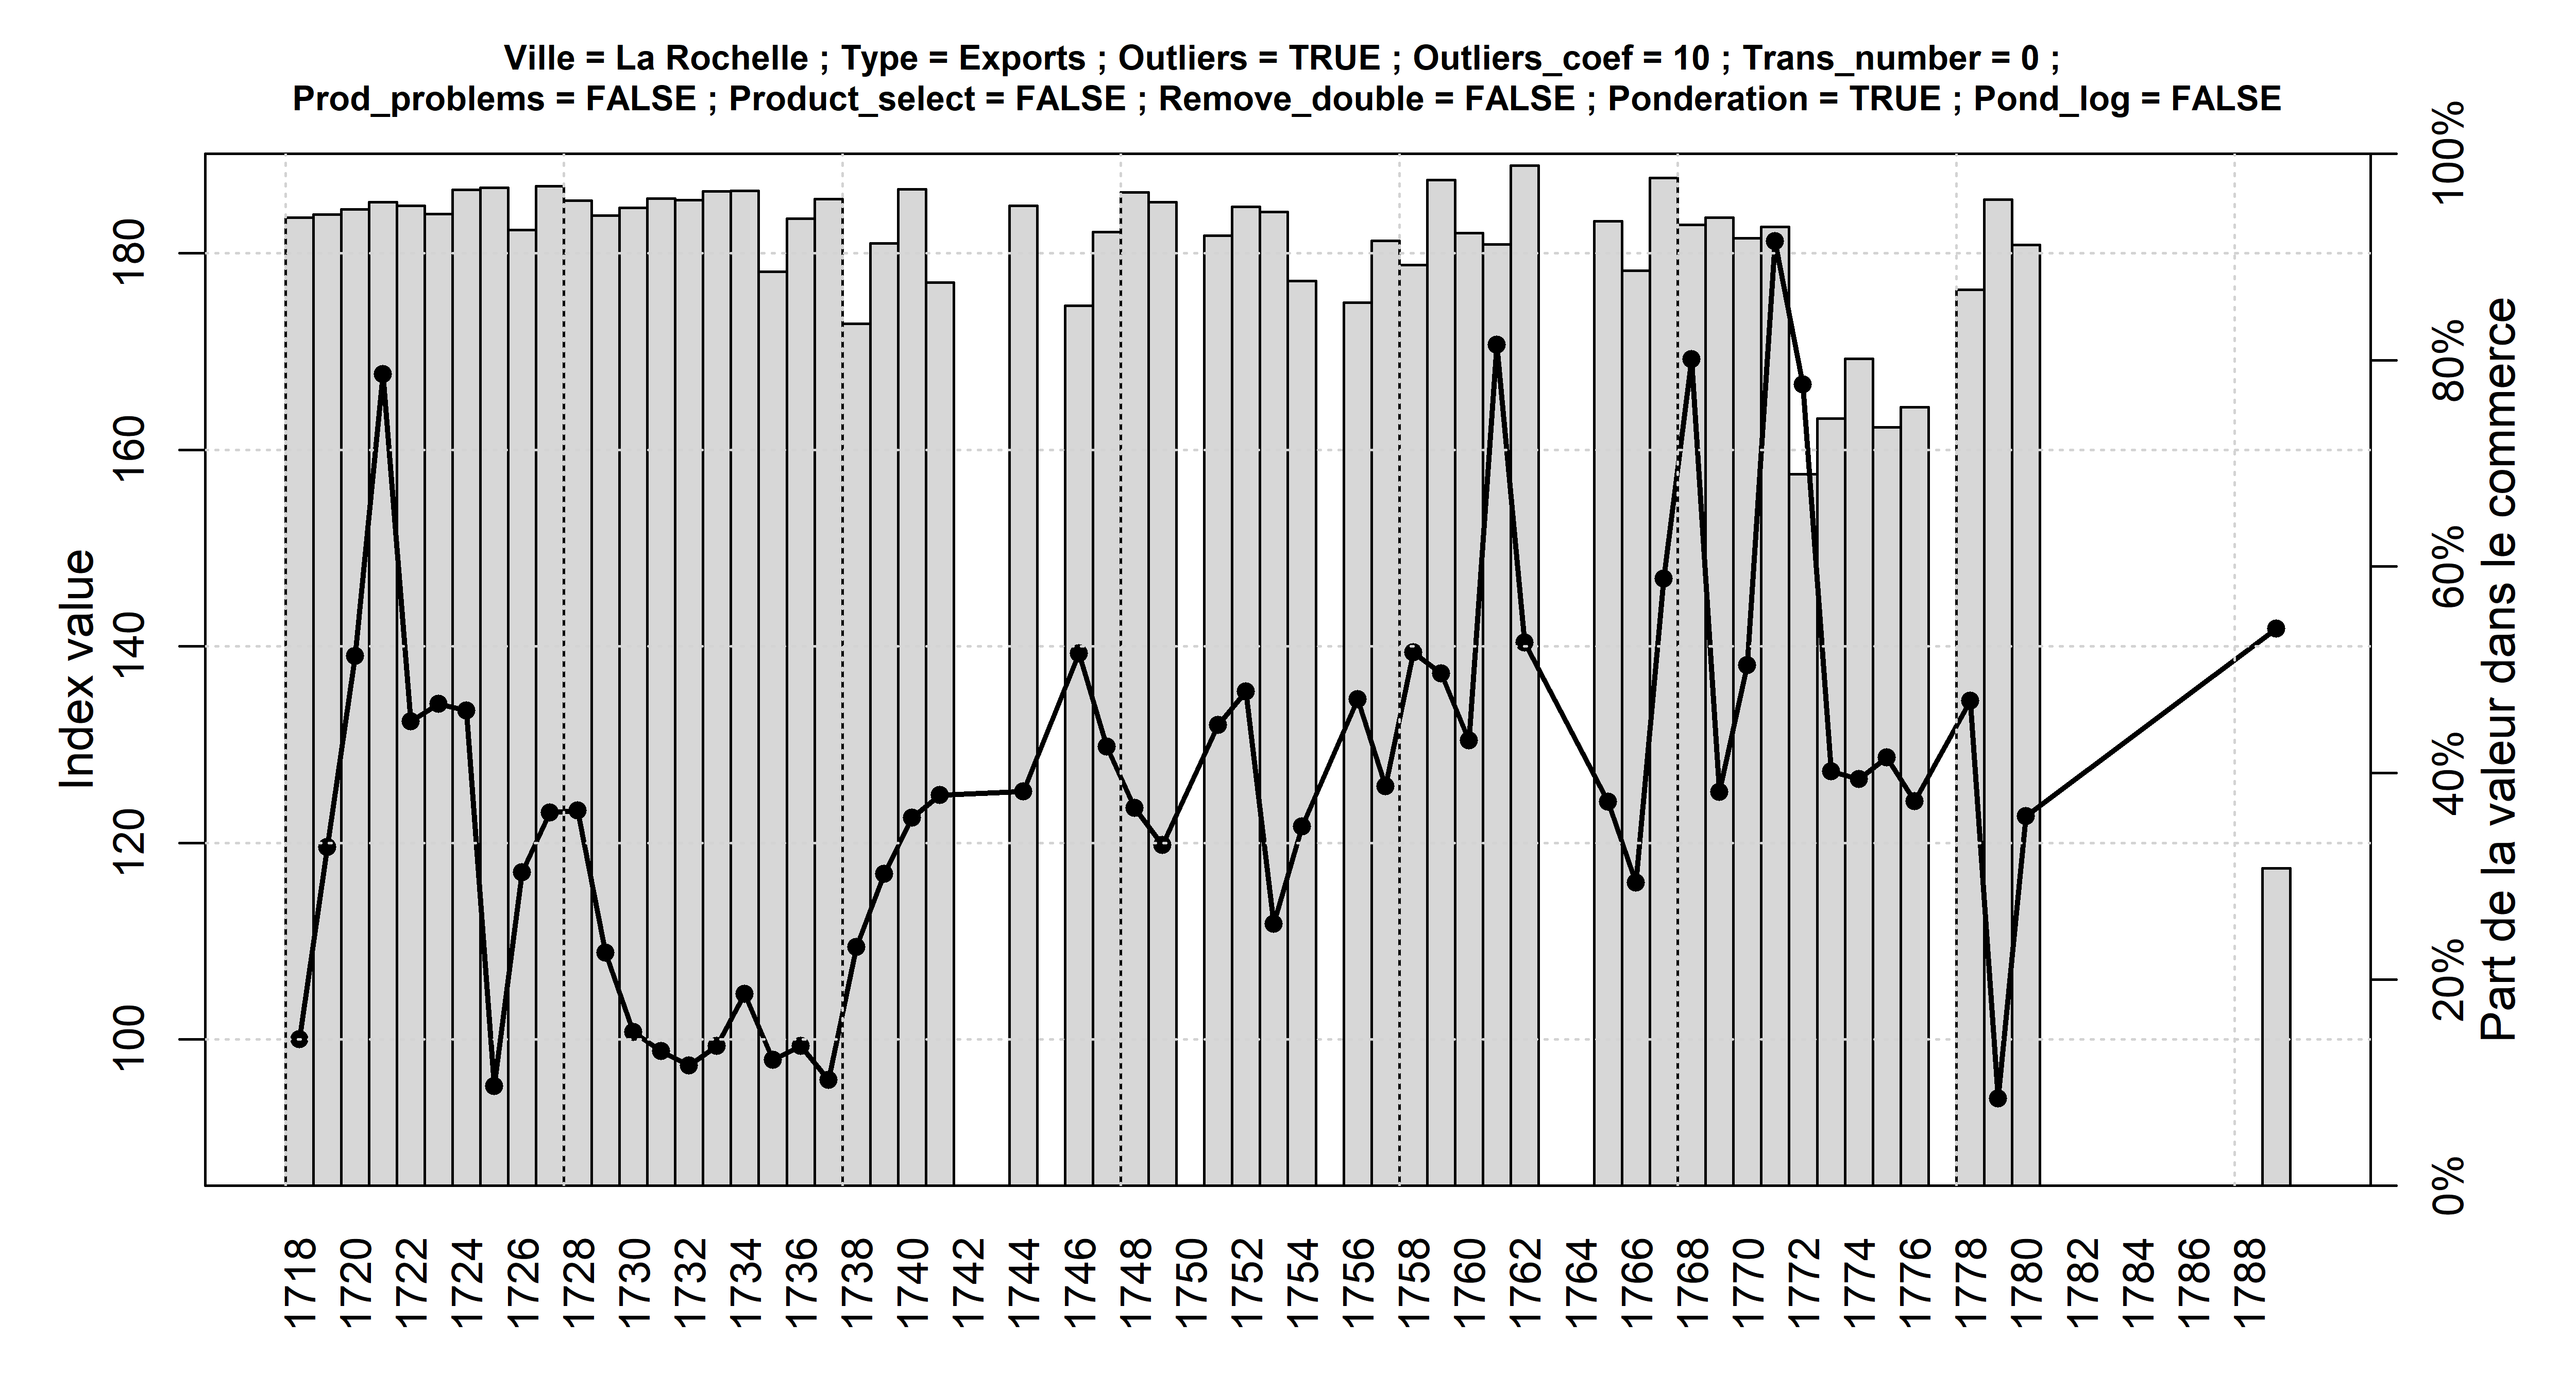 Ville = La Rochelle ; Type = Exports ; Outliers = TRUE ; Outliers_coef = 10 ; Trans_number = 0 ;
Prod_problems = FALSE ; Product_select = FALSE ; Remove_double = FALSE ; Ponderation = TRUE ; Pond_log = FALSE
Index value
180
160
140
120
100
100%
80%
60%
40%
20%
0%
Part de la valeur dans le commerce
1718 1720 1722 1724 1726 1728 1730 1732 1734 1736 1738 1740 1742 1744 1746 1748 1750 1752 1754 1756 1758 1760 1762 1764 1766 1768 1770 1772 1774 1776 1778 1780 1782 1784 1786 1788